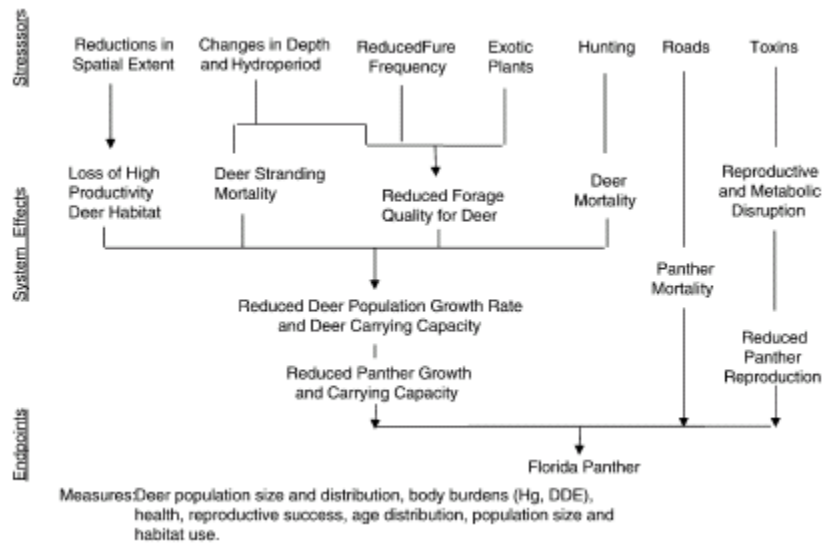 Stresssors
Reductions in
Spatial Extent
Changes in Depth
and Hydroperiod
ReducedFure
Frequency
Exotic
Plants
Hunting
Roads
Toxins
System Effects
Loss of High
Productivity
Deer Habitat
Deer Stranding
Mortality
Reduced Forage
Quality for Deer
Deer
Mortality
Reproductive
and Metabolic
Disruption
Panther
Mortality
Reduced Deer Population Growth Rate
and Deer Carrying Capacity
Reduced Panther Growth
and Carrying Capacity
Reduced
Panther
Reproduction
Endpoints
Florida Panther
Measures:Deer population size and distribution, body burdens (Hg, DDE),
health, reproductive success, age distribution, population size and
habitat use.